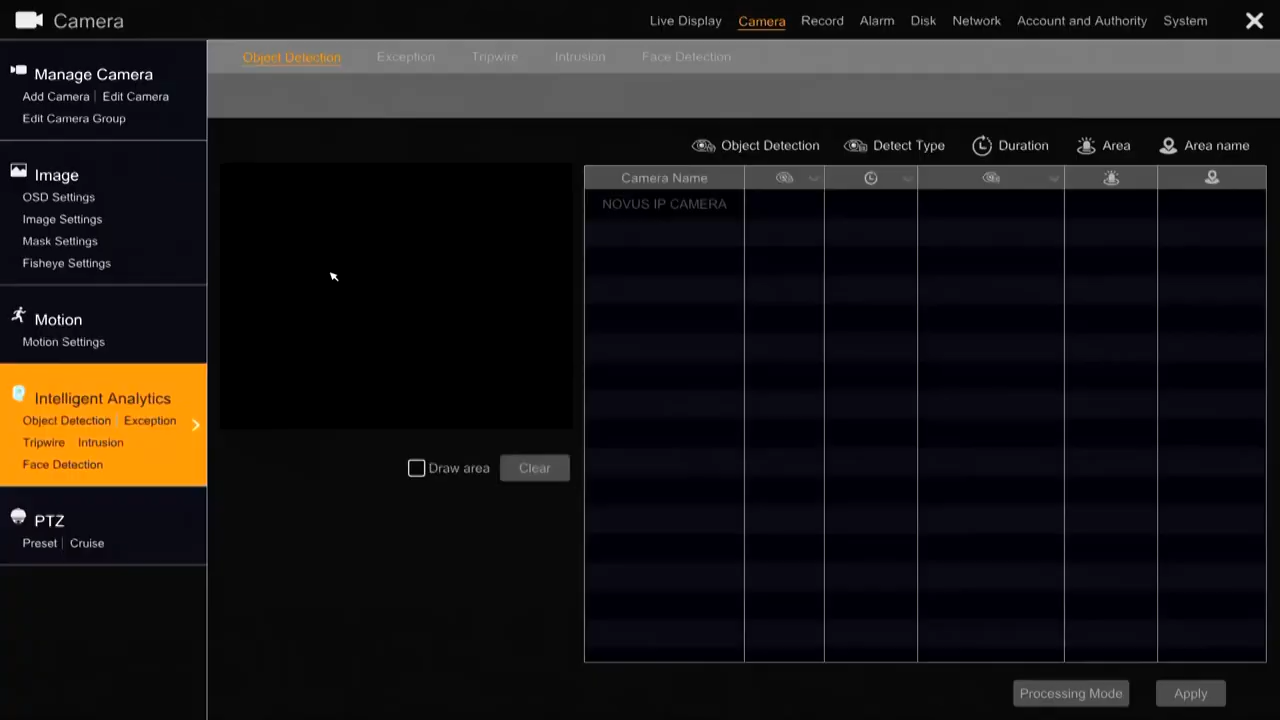 Camera
Live Display Camera Record Alarm Disk Network Account and Authority System
Manage Camera
Add Camera | Edit Camera
Edit Camera Group
Image
OSD Settings
Image Settings
Mask Settings
Fisheye Settings
Motion
Motion Settings
Intelligent Analytics
Object Detection | Exception
Tripwire Intrusion
Face Detection
PTZ
Preset | Cruise
Object Detection Exception Tripwire Intrusion Face Detection
Object Detection Detect Type Duration Area Area name
Camera Name
NOVUS IP CAMERA
Draw area Clear
Processing Mode Apply